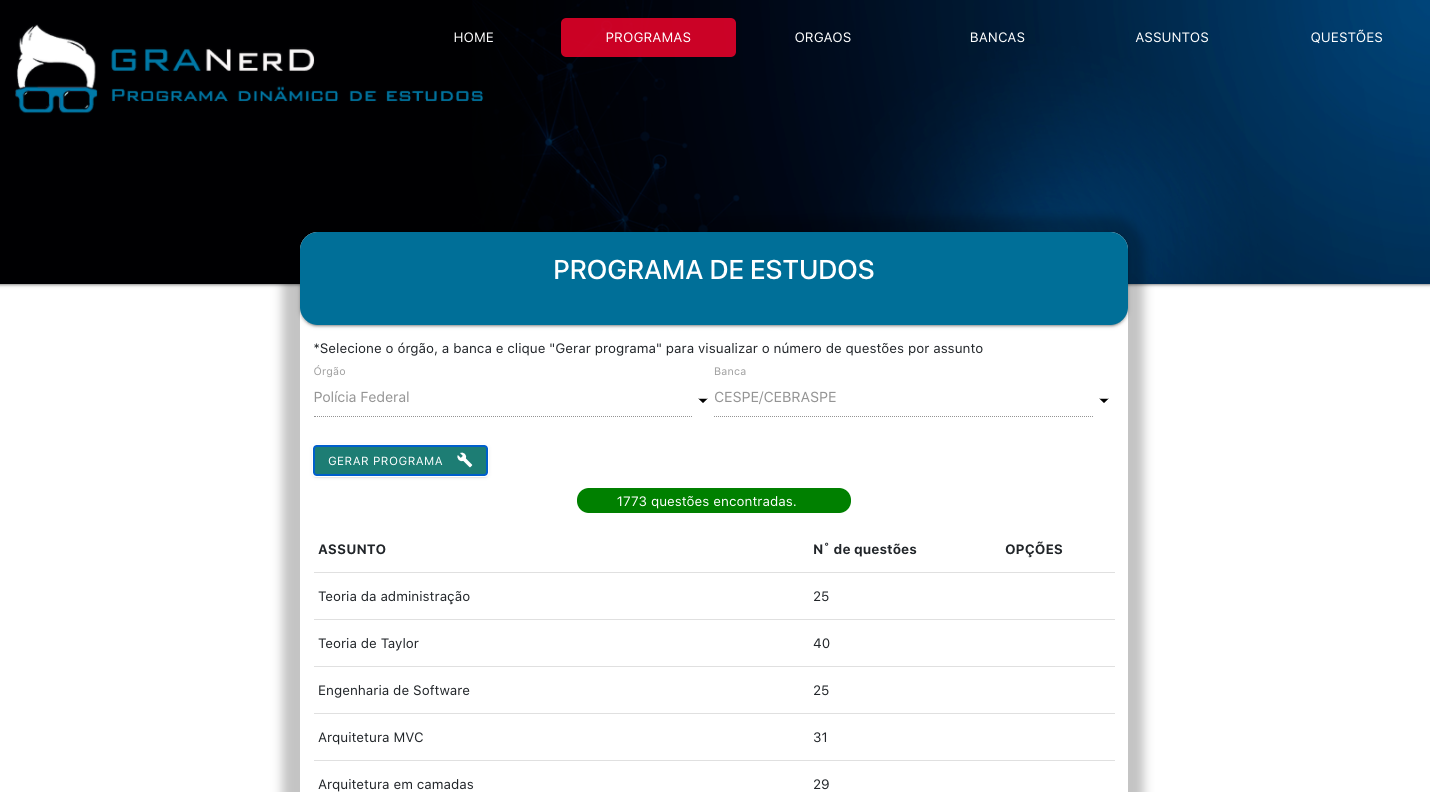 HOME PROGRAMAS ORGAOS BANCAS ASSUNTOS QUESTÕES
GRANerD
Programa dinâmico de estudos
PROGRAMA DE ESTUDOS
*Selecione o órgão, a banca e clique "Gerar programa" para visualizar o número de questões por assunto
Órgão Banca
Polícia Federal CESPE/CEBRASPE
GERAR PROGRAMA
1773 questões encontradas.
ASSUNTO N˚ de questões OPÇÕES
Teoria da administração 25
Teoria de Taylor 40
Engenharia de Software 25
Arquitetura MVC 31
Arquitetura em camadas 29